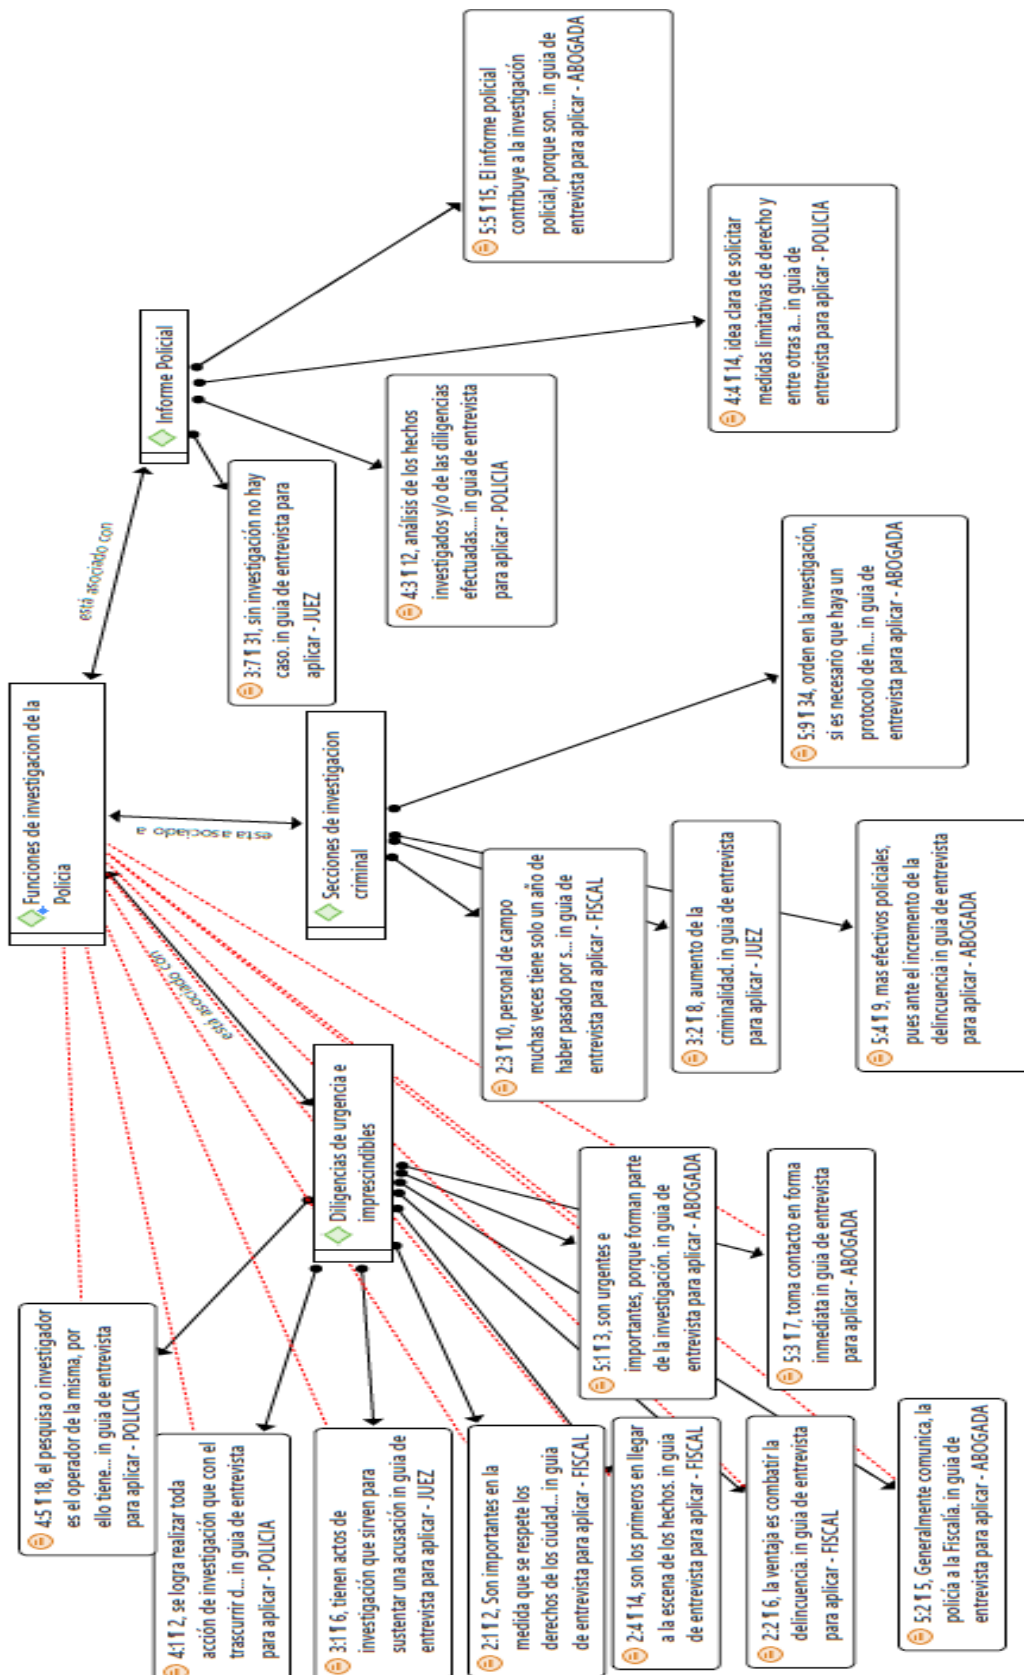 Funciones de investigacion de la
Policia
está asociado con
esta asociado a
está asociado con
Informe Policial
Secciones de investigacion
criminal
Diligencias de urgencia e
imprescindibles
4:5 ¶ 18, el pesquisa o investigador
es el operador de la misma, por
ello tiene... in guia de entrevista
para aplicar - POLICIA
4:1 ¶ 2, se logra realizar toda
acción de investigación que con el
trascurrir d... in guia de entrevista
para aplicar - POLICIA
3:1 ¶ 6, tienen actos de
investigación que sirven para
sustentar una acusación in guia de
entrevista para aplicar - JUEZ
2:1 ¶ 2, Son importantes en la
medida que se respete los
derechos de los ciudad... in guia
de entrevista para aplicar - FISCAL
2:4 ¶ 14, son los primeros en llegar
a la escena de los hechos. in guia
de entrevista para aplicar - FISCAL
2:2 ¶ 6, la ventaja es combatir la
delincuencia. in guia de entrevista
para aplicar - FISCAL
5:2 ¶ 5, Generalmente comunica, la
policía a la Fiscalía. in guia de
entrevista para aplicar - ABOGADA
5:1 ¶ 3, son urgentes e
importantes, porque forman parte
de la investigación. in guia de
entrevista para aplicar - ABOGADA
5:3 ¶ 7, toma contacto en forma
inmediata in guia de entrevista
para aplicar - ABOGADA
2:3 ¶ 10, personal de campo
muchas veces tiene solo un año de
haber pasado por s... in guia de
entrevista para aplicar - FISCAL
3:2 ¶ 8, aumento de la
criminalidad. in guia de entrevista
para aplicar - JUEZ
5:4 ¶ 9, mas efectivos policiales,
pues ante el incremento de la
delincuencia in guia de entrevista
para aplicar - ABOGADA
5:9 ¶ 34, orden en la investigación,
si es necesario que haya un
protocolo de in... in guia de
entrevista para aplicar - ABOGADA
3:7 ¶ 31, sin investigación no hay
caso. in guia de entrevista para
aplicar - JUEZ
4:3 ¶ 12, análisis de los hechos
investigados y/o de las diligencias
efectuadas.... in guia de entrevista
para aplicar - POLICIA
4:4 ¶ 14, idea clara de solicitar
medidas limitativas de derecho y
entre otras a... in guia de
entrevista para aplicar - POLICIA
5:5 ¶ 15, El informe policial
contribuye a la investigación
policial, porque son... in guia de
entrevista para aplicar - ABOGADA